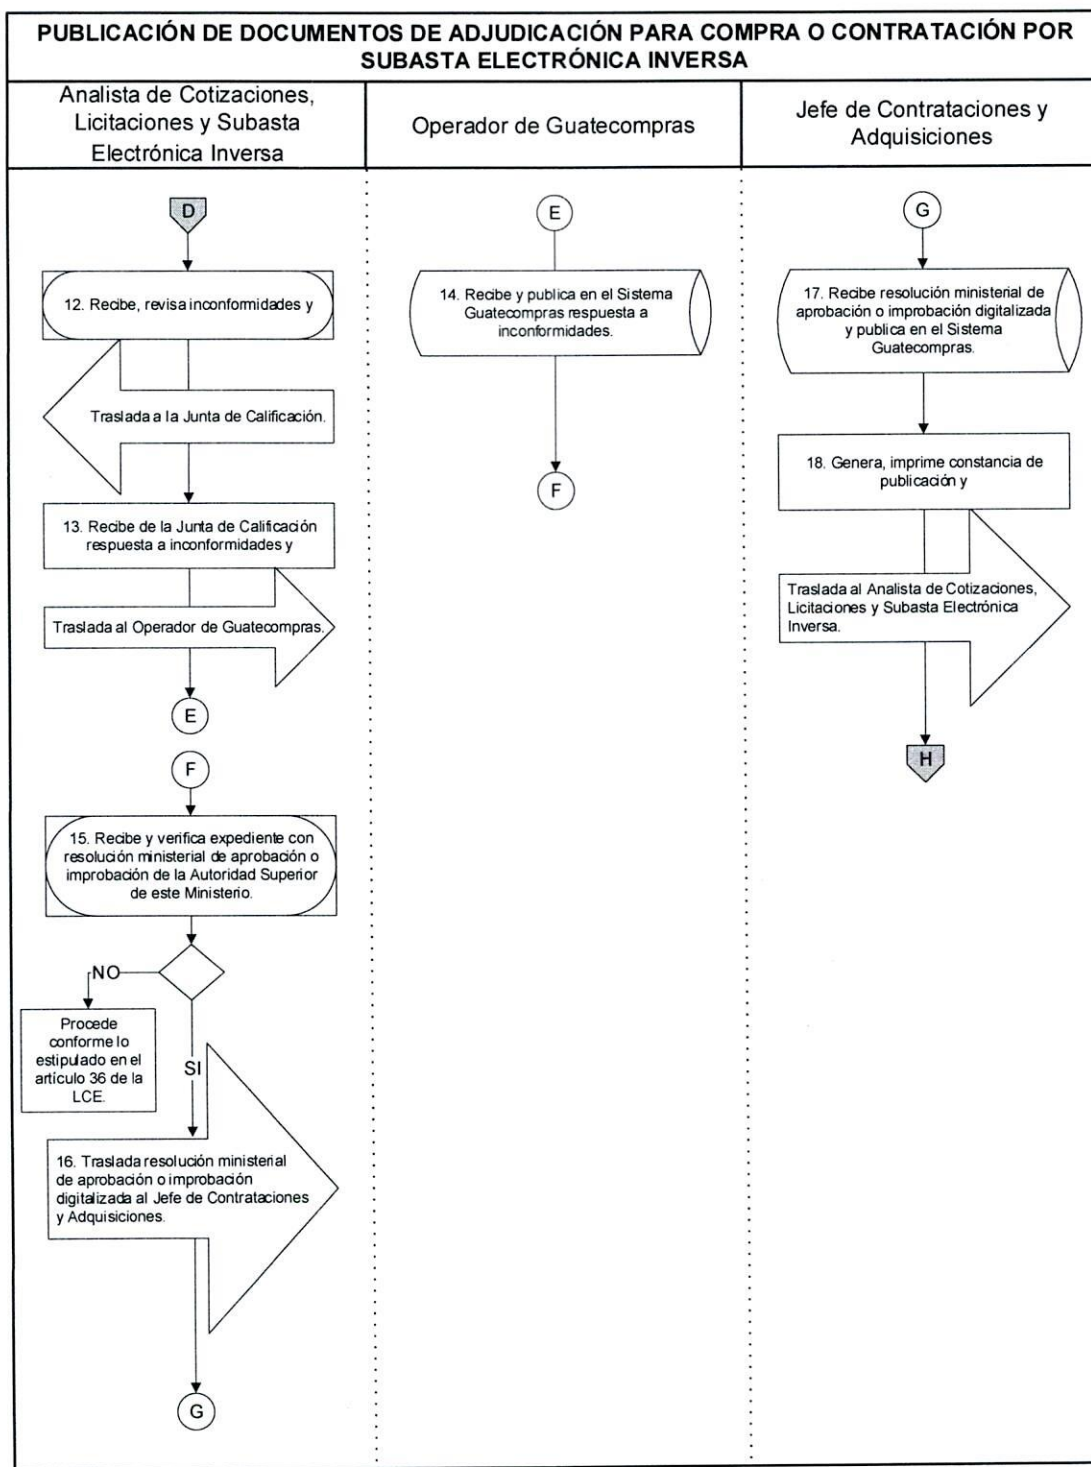 PUBLICACIÓN DE DOCUMENTOS DE ADJUDICACIÓN PARA COMPRA O CONTRATACIÓN POR
SUBASTA ELECTRÓNICA INVERSA
Analista de Cotizaciones,
Licitaciones y Subasta
Electrónica Inversa
Operador de Guatecompras
Jefe de Contrataciones y
Adquisiciones
D
12. Recibe, revisa inconformidades y
Traslada a la Junta de Calificación.
13. Recibe de la Junta de Calificación
respuesta a inconformidades y
Traslada al Operador de Guatecompras.
E
F
15. Recibe y verifica expediente con
resolución ministerial de aprobación o
improbación de la Autoridad Superior
de este Ministerio.
NO
Procede
conforme lo
estipulado en el
artículo 36 de la
LCE.
SI
16. Traslada resolución ministerial
de aprobación o improbación
digitalizada al Jefe de Contrataciones
y Adquisiciones.
G
E
14. Recibe y publica en el Sistema
Guatecompras respuesta a
inconformidades.
F
G
17. Recibe resolución ministerial de
aprobación o improbación digitalizada
y publica en el Sistema
Guatecompras.
18. Genera, imprime constancia de
publicación y
Traslada al Analista de Cotizaciones,
Licitaciones y Subasta Electrónica
Inversa.
H